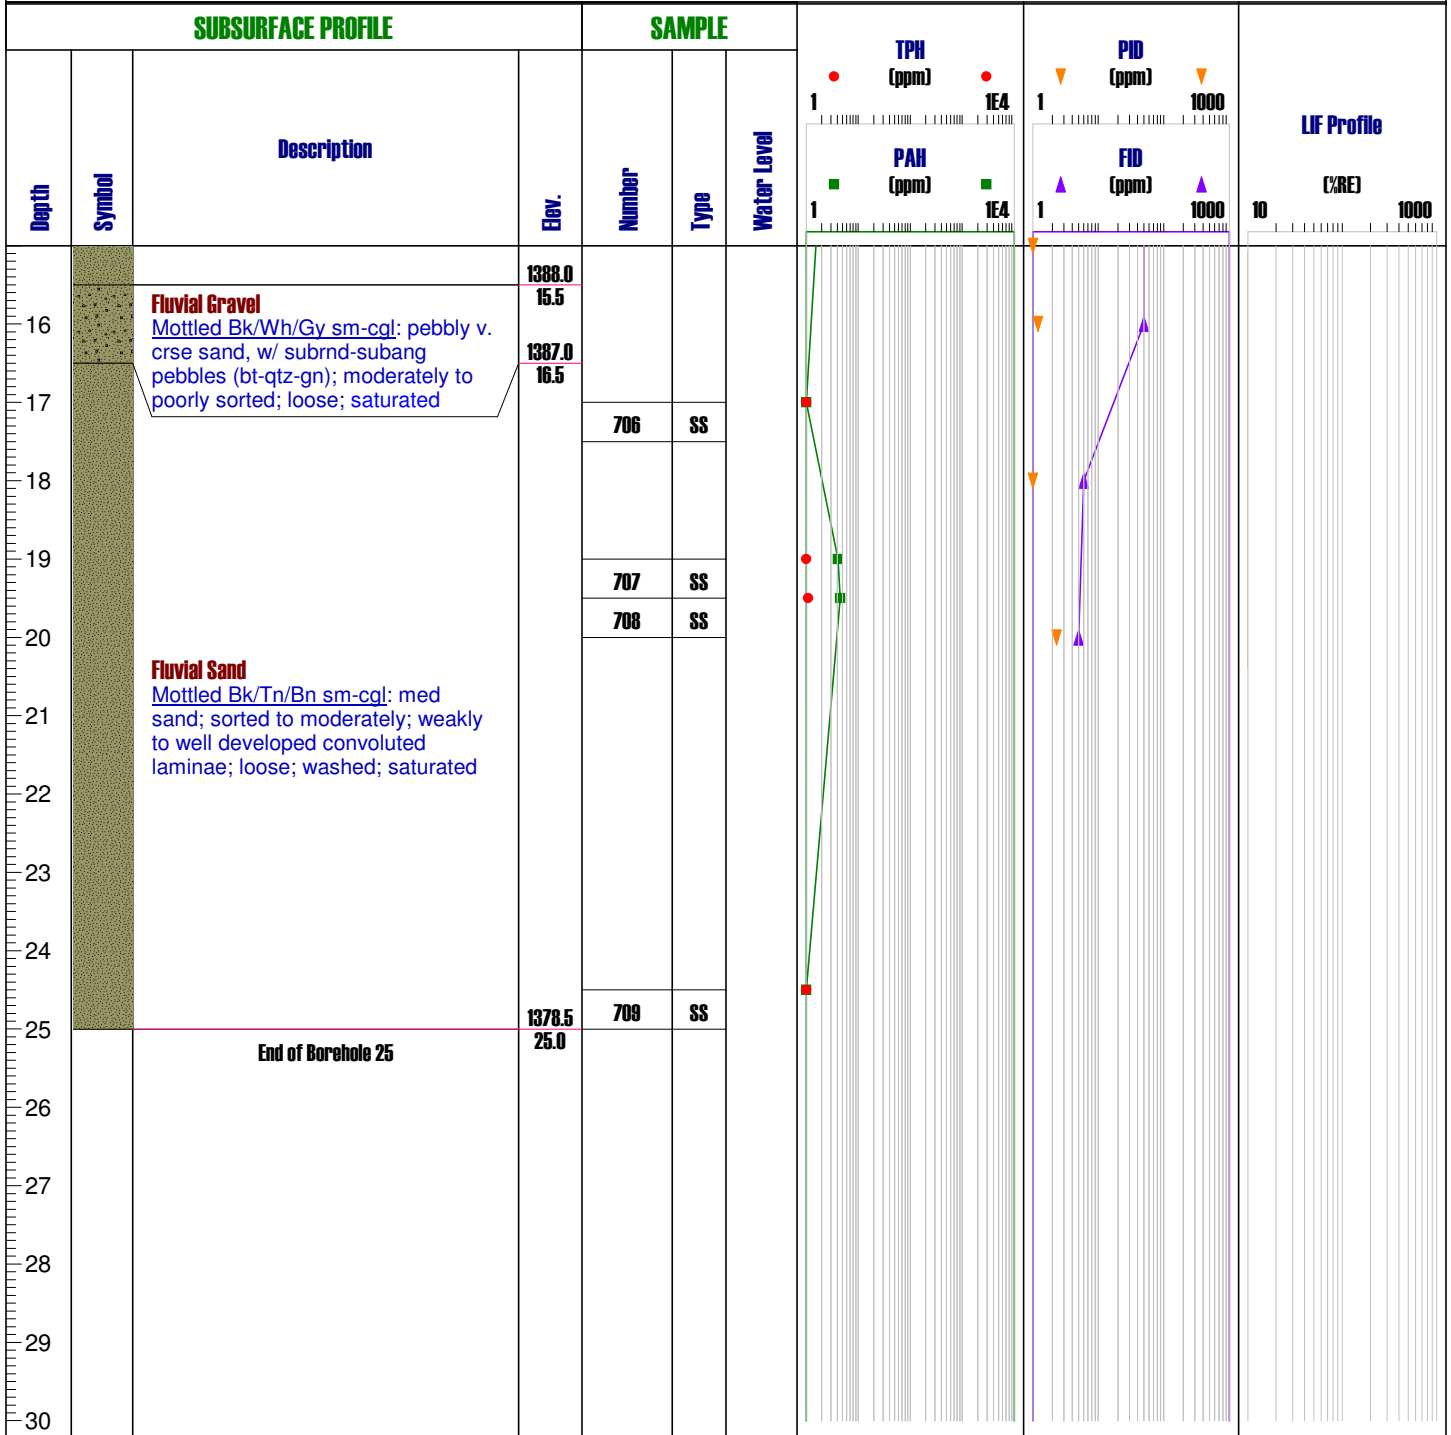 SUBSURFACE PROFILE
SAMPLE
Depth
Symbol
Description
Elev.
Number
Type
Water Level
TPH
(ppm)
1 1E4
PAH
(ppm)
1 1E4
PID
(ppm)
1 1000
FID
(ppm)
1 1000
LIF Profile
(%RE)
10 1000
1388.0
15.5
Fluvial Gravel
Mottled Bk/Wh/Gy sm-cgl: pebbly v.
crse sand, w/ subrnd-subang
pebbles (bt-qtz-gn); moderately to
poorly sorted; loose; saturated
1387.0
16.5
16
17
706 SS
18
19
707 SS
708 SS
20
Fluvial Sand
Mottled Bk/Tn/Bn sm-cgl: med
sand; sorted to moderately; weakly
to well developed convoluted
laminae; loose; washed; saturated
21
22
23
24
709 SS
1378.5
25
25.0
End of Borehole 25
26
27
28
29
30